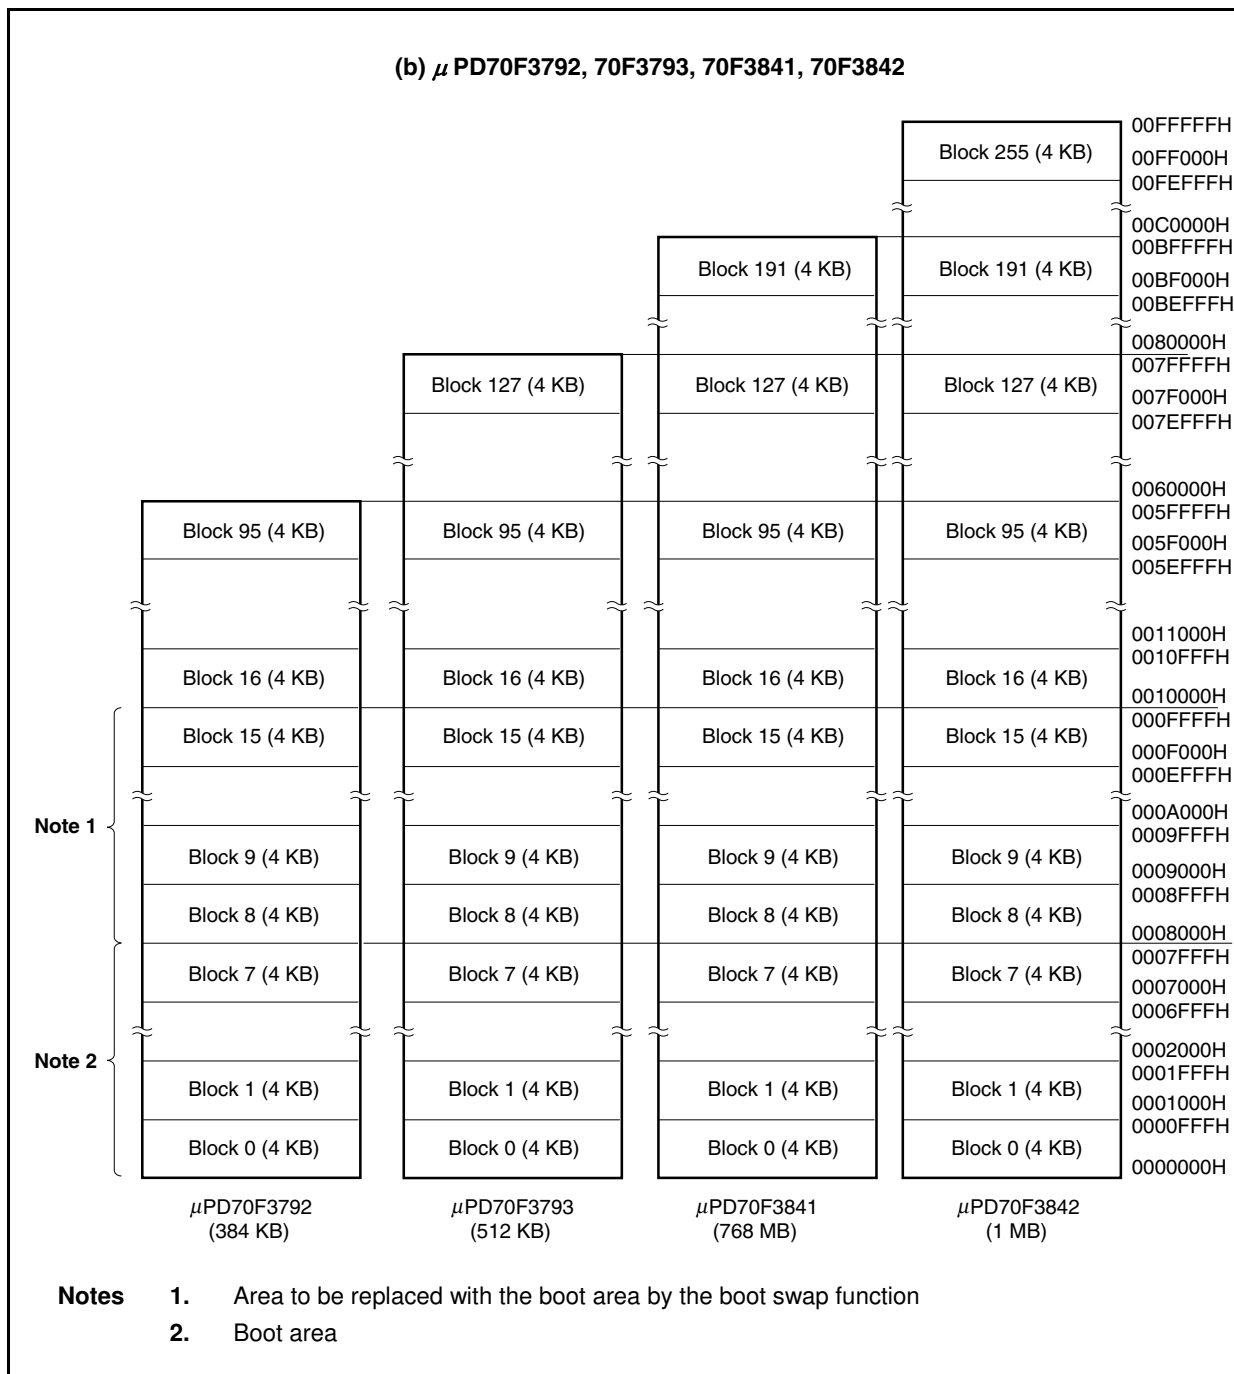 (b) μ PD70F3792, 70F3793, 70F3841, 70F3842
00FFFFFH
Block 255 (4 KB)
00FF000H
00FEFFFH
00C0000H
00BFFFFH
Block 191 (4 KB) Block 191 (4 KB)
00BF000H
00BEFFFH
0080000H
007FFFFH
Block 127 (4 KB) Block 127 (4 KB) Block 127 (4 KB)
007F000H
007EFFFH
0060000H
005FFFFH
Block 95 (4 KB) Block 95 (4 KB) Block 95 (4 KB) Block 95 (4 KB)
005F000H
005EFFFH
0011000H
0010FFFH
Block 16 (4 KB) Block 16 (4 KB) Block 16 (4 KB) Block 16 (4 KB)
0010000H
000FFFFH
Block 15 (4 KB) Block 15 (4 KB) Block 15 (4 KB) Block 15 (4 KB)
000F000H
000EFFFH
000A000H
Note 1
0009FFFH
Block 9 (4 KB) Block 9 (4 KB) Block 9 (4 KB) Block 9 (4 KB)
0009000H
0008FFFH
Block 8 (4 KB) Block 8 (4 KB) Block 8 (4 KB) Block 8 (4 KB)
0008000H
0007FFFH
Block 7 (4 KB) Block 7 (4 KB) Block 7 (4 KB) Block 7 (4 KB)
0007000H
0006FFFH
0002000H
Note 2
0001FFFH
Block 1 (4 KB) Block 1 (4 KB) Block 1 (4 KB) Block 1 (4 KB)
0001000H
0000FFFH
Block 0 (4 KB) Block 0 (4 KB) Block 0 (4 KB) Block 0 (4 KB)
0000000H
μPD70F3792 μPD70F3793 μPD70F3841 μPD70F3842
(384 KB) (512 KB) (768 MB) (1 MB)
Notes 1. Area to be replaced with the boot area by the boot swap function
2. Boot area